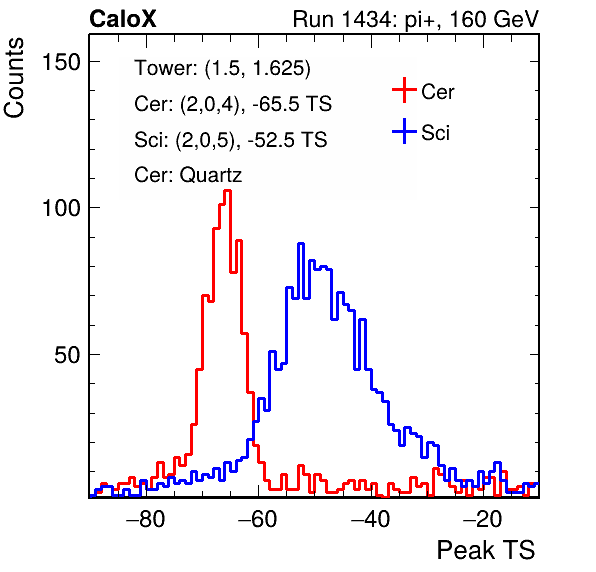 CaloX Run 1434: pi+, 160 GeV
Counts
150
100
50
Tower: (1.5, 1.625)
Cer: (2,0,4), -65.5 TS
Sci: (2,0,5), -52.5 TS
Cer: Quartz
Cer
Sci
−80 −60 −40 −20
Peak TS